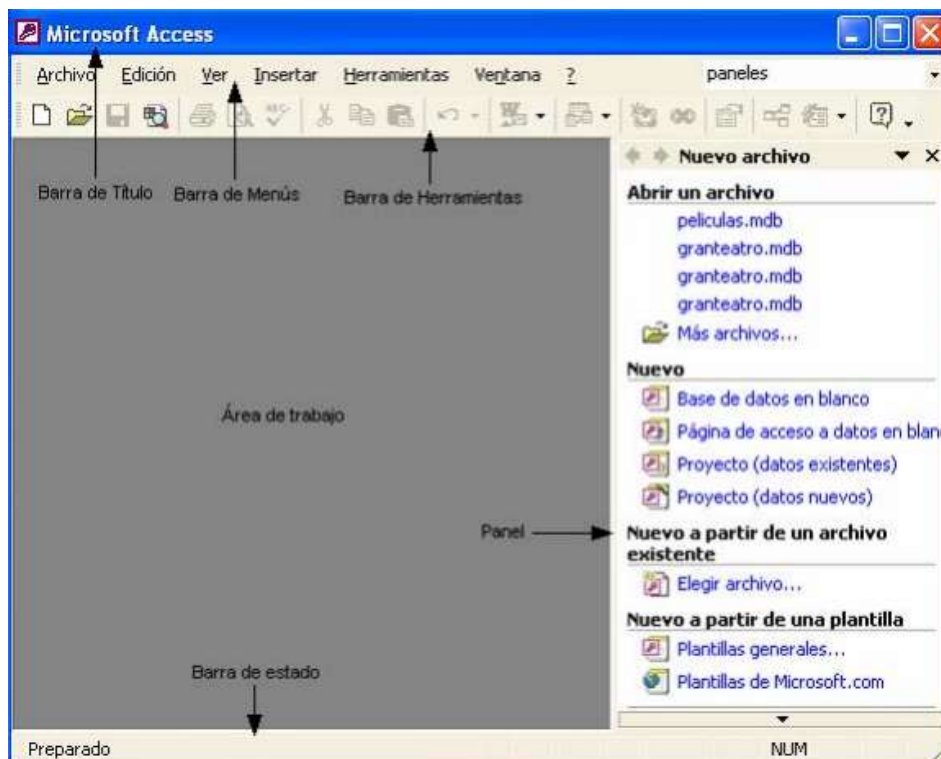 Microsoft Access
Archivo Edición Ver Insertar Herramientas Ventana ? paneles
Barra de Título Barra de Menús Barra de Herramientas
Área de trabajo
Panel
Barra de estado
Nuevo archivo
Abrir un archivo
peliculas.mdb
granteatro.mdb
granteatro.mdb
granteatro.mdb
Más archivos...
Nuevo
Base de datos en blanco
Página de acceso a datos en blan
Proyecto (datos existentes)
Proyecto (datos nuevos)
Nuevo a partir de un archivo
existente
Elegir archivo...
Nuevo a partir de una plantilla
Plantillas generales...
Plantillas de Microsoft.com
Preparado NUM